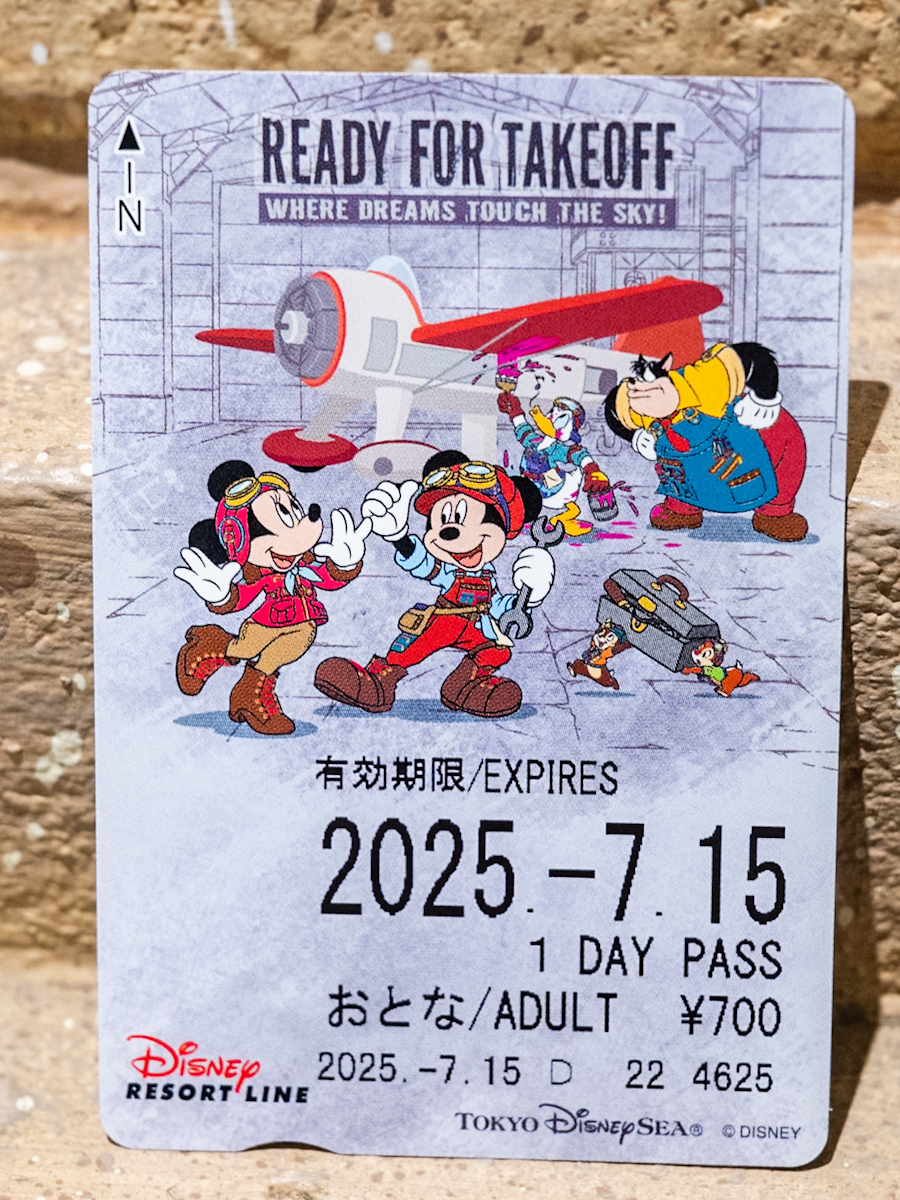 READY FOR TAKEOFF
WHERE DREAMS TOUCH THE SKY!
N
有効期限/EXPIRES
2025.-7.15
1 DAY PASS
おとな/ADULT ¥700
2025.-7.15 D 22 4625
Disney
RESORT LINE
TOKYO DISNEYSEA® © DISNEY